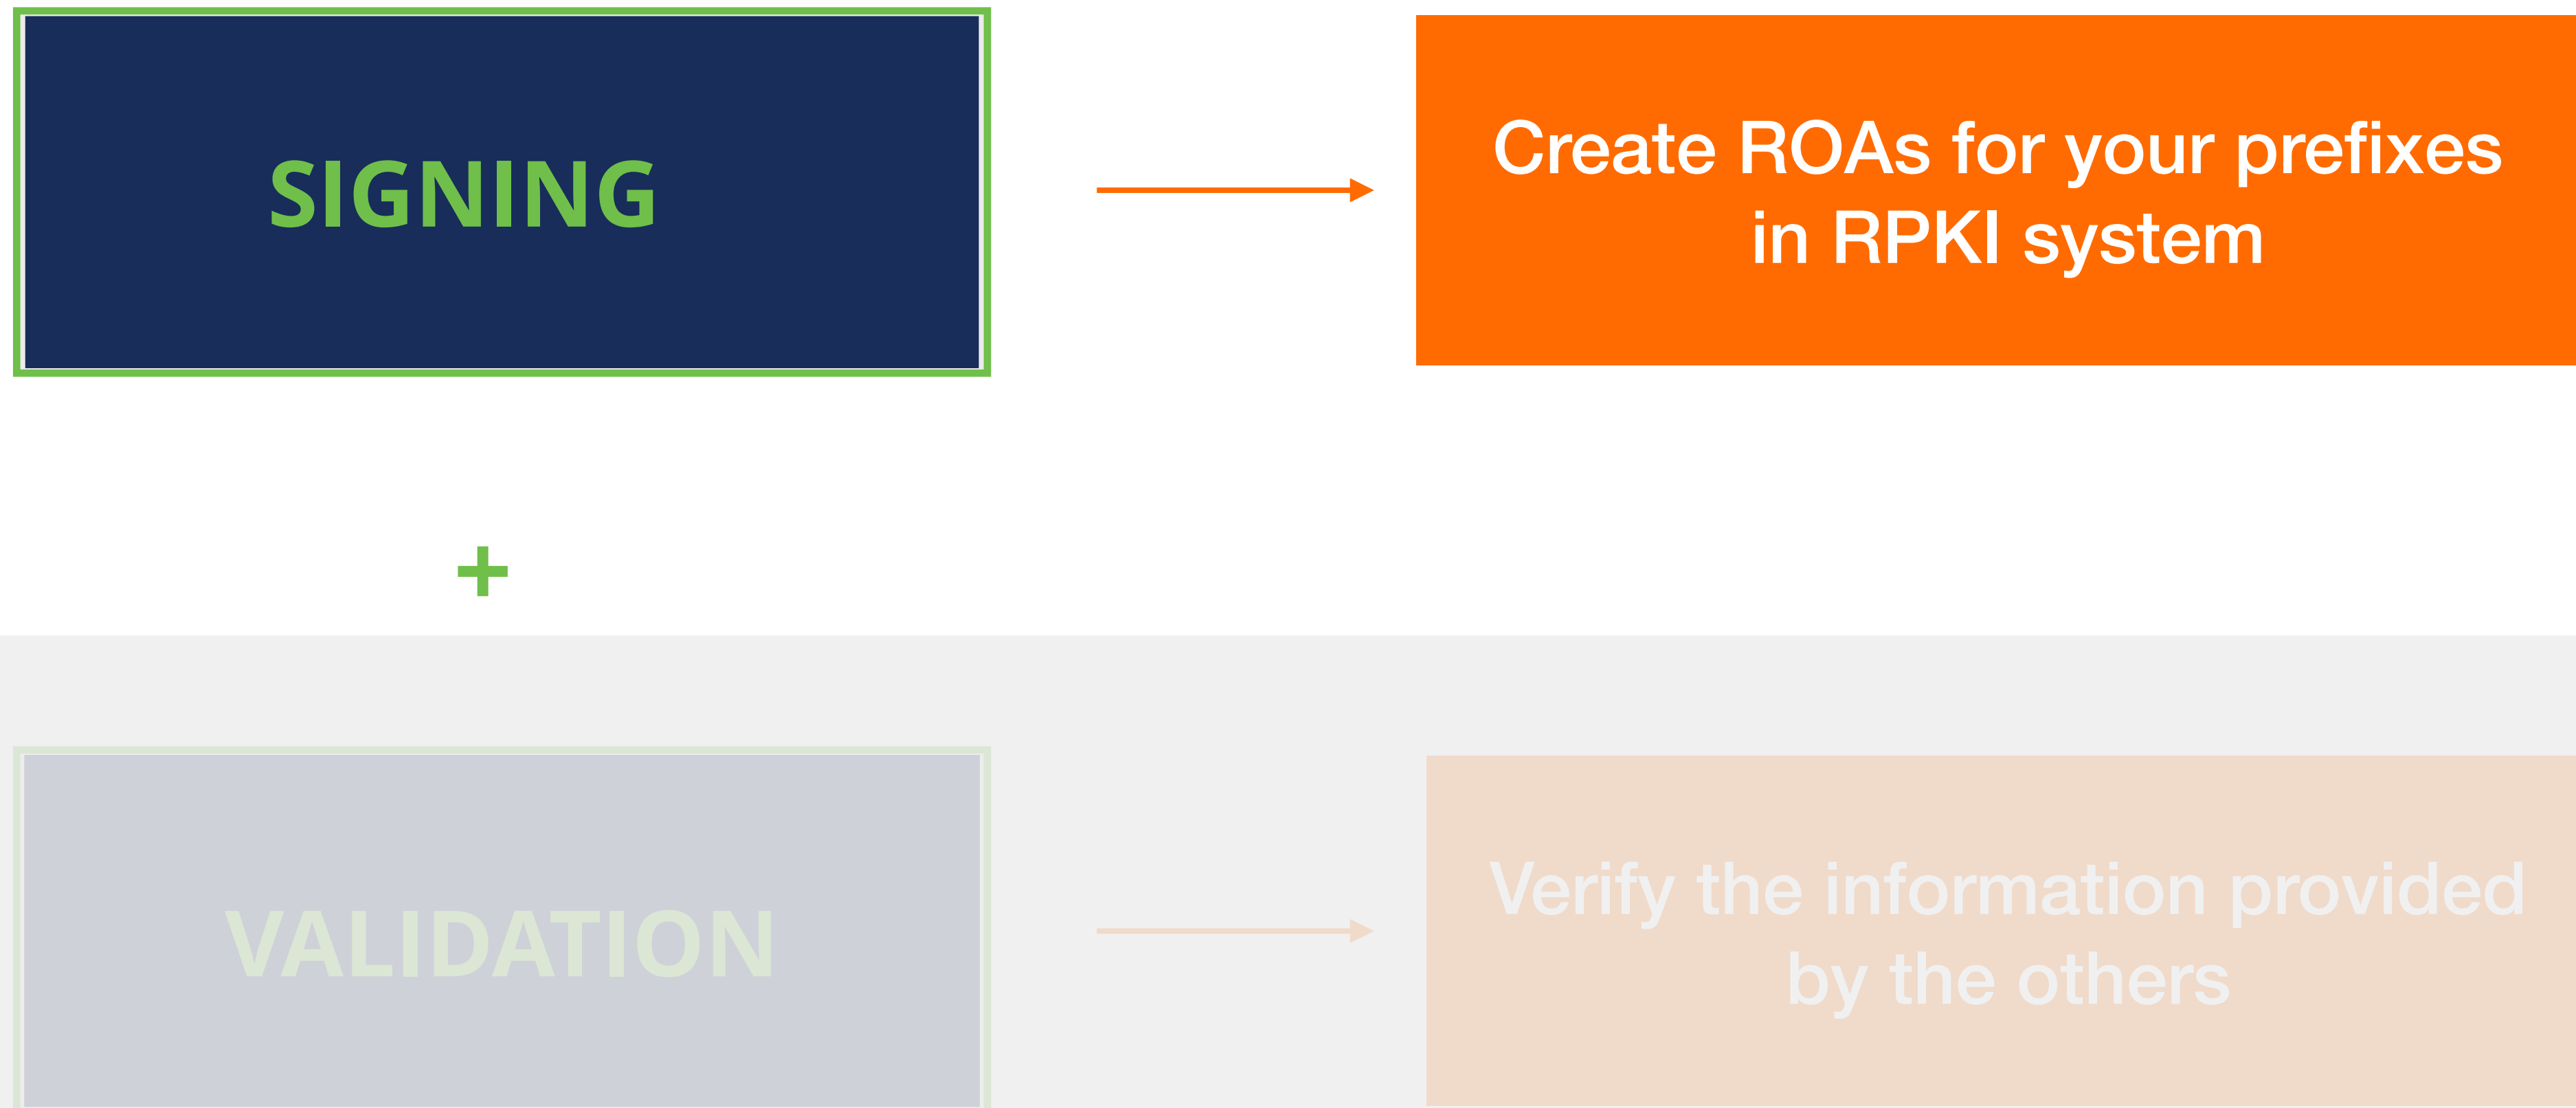 SIGNING
Create ROAs for your prefixes
in RPKI system
+
VALIDATION
Verify the information provided
by the others